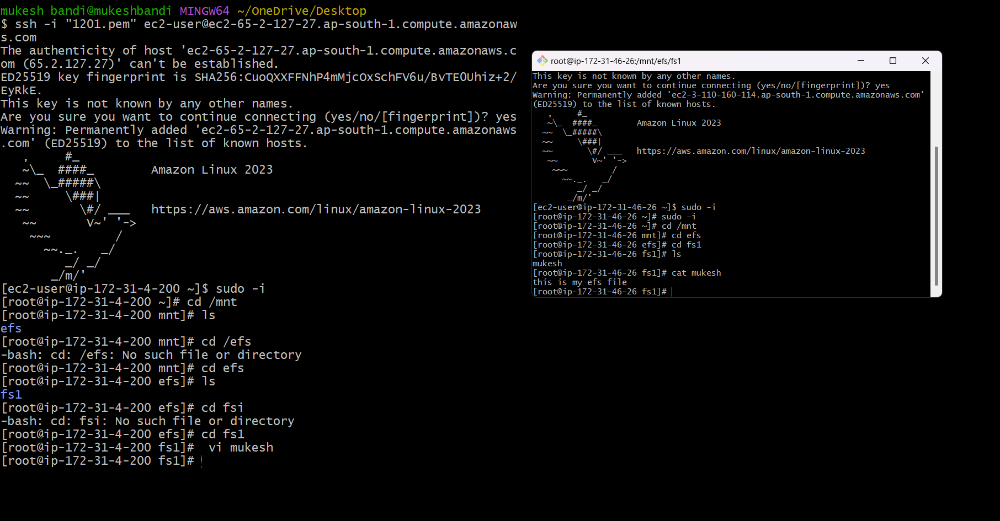 mukesh bandi@mukeshbandi MINGW64 ~/OneDrive/Desktop
$ ssh -i "1201.pem" ec2-user@ec2-65-2-127-27.ap-south-1.compute.amazonaw
s.com
The authenticity of host 'ec2-65-2-127-27.ap-south-1.compute.amazonaws.c
om (65.2.127.27)' can't be established.
ED25519 key fingerprint is SHA256:CuoQXXFFNhP4mMjcOxSchFV6u/BvTEOUhiz+2/
EyRkE.
This key is not known by any other names.
Are you sure you want to continue connecting (yes/no/[fingerprint])? yes
Warning: Permanently added 'ec2-65-2-127-27.ap-south-1.compute.amazonaws
.com' (ED25519) to the list of known hosts.
   ,     #_
   ~\_  ####_        Amazon Linux 2023
  ~~  \_#####\
  ~~     \###|
  ~~       \#/ ___   https://aws.amazon.com/linux/amazon-linux-2023
   ~~       V~' '->
    ~~~         /
      ~~._.   _/
         _/ _/
       _/m/'
[ec2-user@ip-172-31-4-200 ~]$ sudo -i
[root@ip-172-31-4-200 ~]# cd /mnt
[root@ip-172-31-4-200 mnt]# ls
efs
[root@ip-172-31-4-200 mnt]# cd /efs
-bash: cd: /efs: No such file or directory
[root@ip-172-31-4-200 mnt]# cd efs
[root@ip-172-31-4-200 efs]# ls
fs1
[root@ip-172-31-4-200 efs]# cd fsi
-bash: cd: fsi: No such file or directory
[root@ip-172-31-4-200 efs]# cd fs1
[root@ip-172-31-4-200 fs1]#  vi mukesh
[root@ip-172-31-4-200 fs1]#
root@ip-172-31-46-26:/mnt/efs/fs1
This key is not known by any other names.
Are you sure you want to continue connecting (yes/no/[fingerprint])? yes
Warning: Permanently added 'ec2-3-110-160-114.ap-south-1.compute.amazonaws.com'
(ED25519) to the list of known hosts.
   ,     #_
   ~\_  ####_        Amazon Linux 2023
  ~~  \_#####\
  ~~     \###|
  ~~       \#/ ___   https://aws.amazon.com/linux/amazon-linux-2023
   ~~       V~' '->
    ~~~         /
      ~~._.   _/
         _/ _/
       _/m/'
[ec2-user@ip-172-31-46-26 ~]$ sudo -i
[root@ip-172-31-46-26 ~]# sudo -i
[root@ip-172-31-46-26 ~]# cd /mnt
[root@ip-172-31-46-26 mnt]# cd efs
[root@ip-172-31-46-26 efs]# cd fs1
[root@ip-172-31-46-26 fs1]# ls
mukesh
[root@ip-172-31-46-26 fs1]# cat mukesh
this is my efs file
[root@ip-172-31-46-26 fs1]#